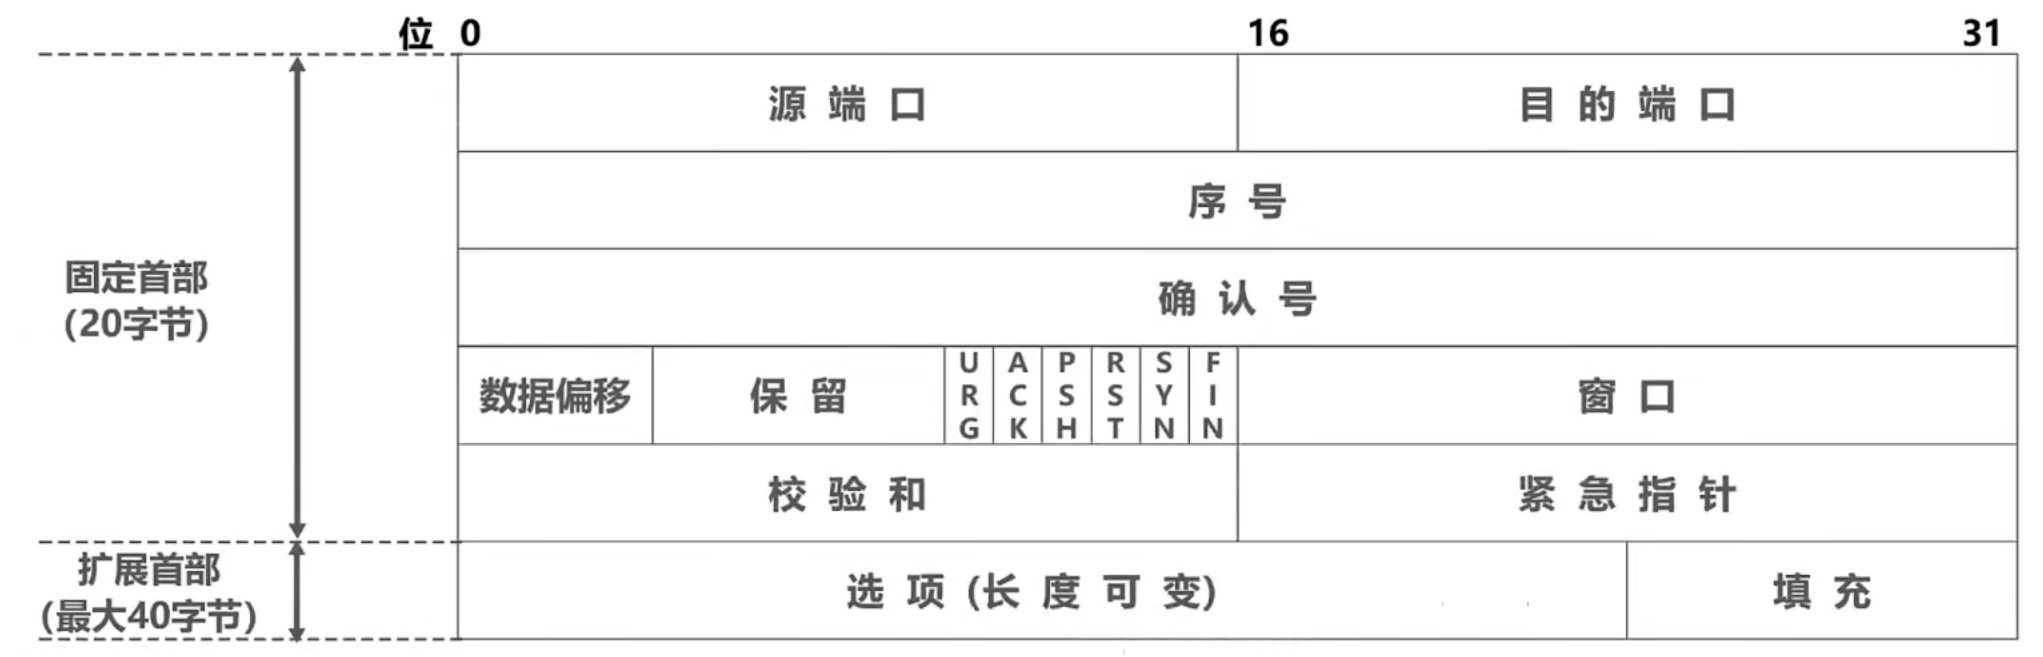 位 0 16 31
源 端 口 目 的 端 口
序 号
固定首部
(20字节)
确 认 号
数据偏移 保 留 URG ACK PSH RST SYN FIN 窗 口
校 验 和 紧 急 指 针
扩展首部
(最大40字节)
选 项 (长 度 可 变) 填 充